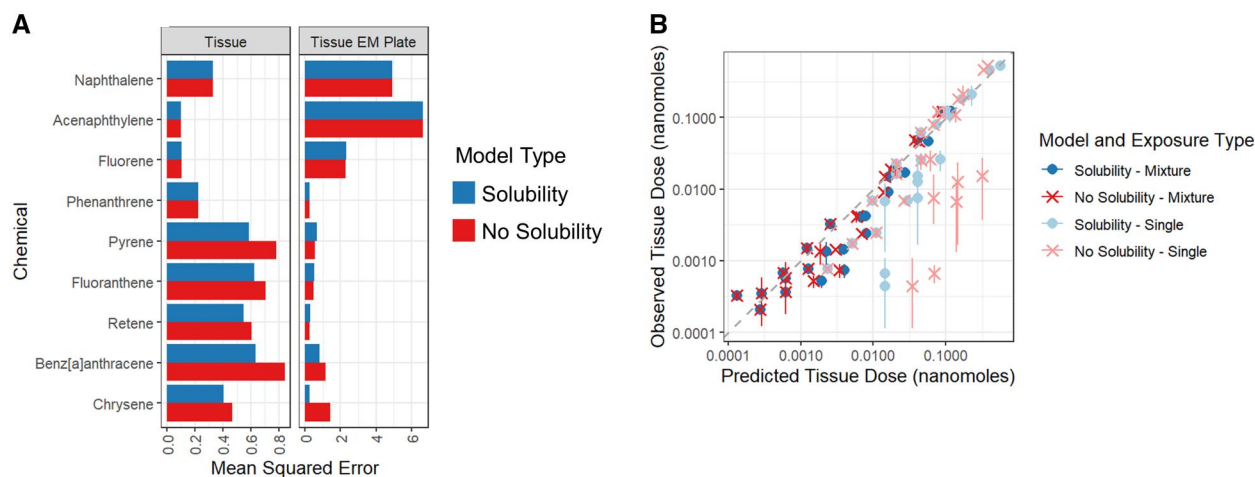 A
Tissue
Tissue EM Plate
Chemical
Naphthalene
Acenaphthylene
Fluorene
Phenanthrene
Pyrene
Fluoranthene
Retene
Benz[a]anthracene
Chrysene
0.0
0.2
0.4
0.6
0.8
0
2
4
6
Mean Squared Error
Model Type
Solubility
No Solubility
B
Observed Tissue Dose (nanomoles)
0.1000
0.0100
0.0010
0.0001
0.0001
0.0010
0.0100
0.1000
Predicted Tissue Dose (nanomoles)
Model and Exposure Type
Solubility - Mixture
No Solubility - Mixture
Solubility - Single
No Solubility - Single